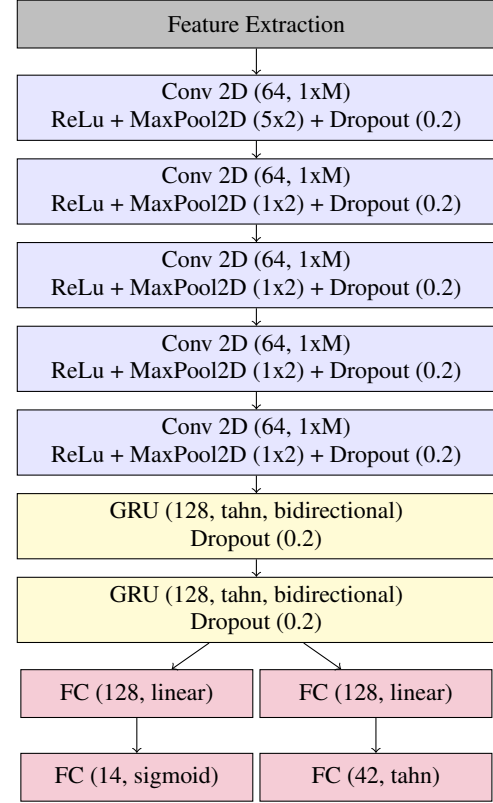 Feature Extraction
Conv 2D (64, 1xM)
ReLu + MaxPool2D (5x2) + Dropout (0.2)
Conv 2D (64, 1xM)
ReLu + MaxPool2D (1x2) + Dropout (0.2)
Conv 2D (64, 1xM)
ReLu + MaxPool2D (1x2) + Dropout (0.2)
Conv 2D (64, 1xM)
ReLu + MaxPool2D (1x2) + Dropout (0.2)
Conv 2D (64, 1xM)
ReLu + MaxPool2D (1x2) + Dropout (0.2)
GRU (128, tahn, bidirectional)
Dropout (0.2)
GRU (128, tahn, bidirectional)
Dropout (0.2)
FC (128, linear)
FC (128, linear)
FC (14, sigmoid)
FC (42, tahn)